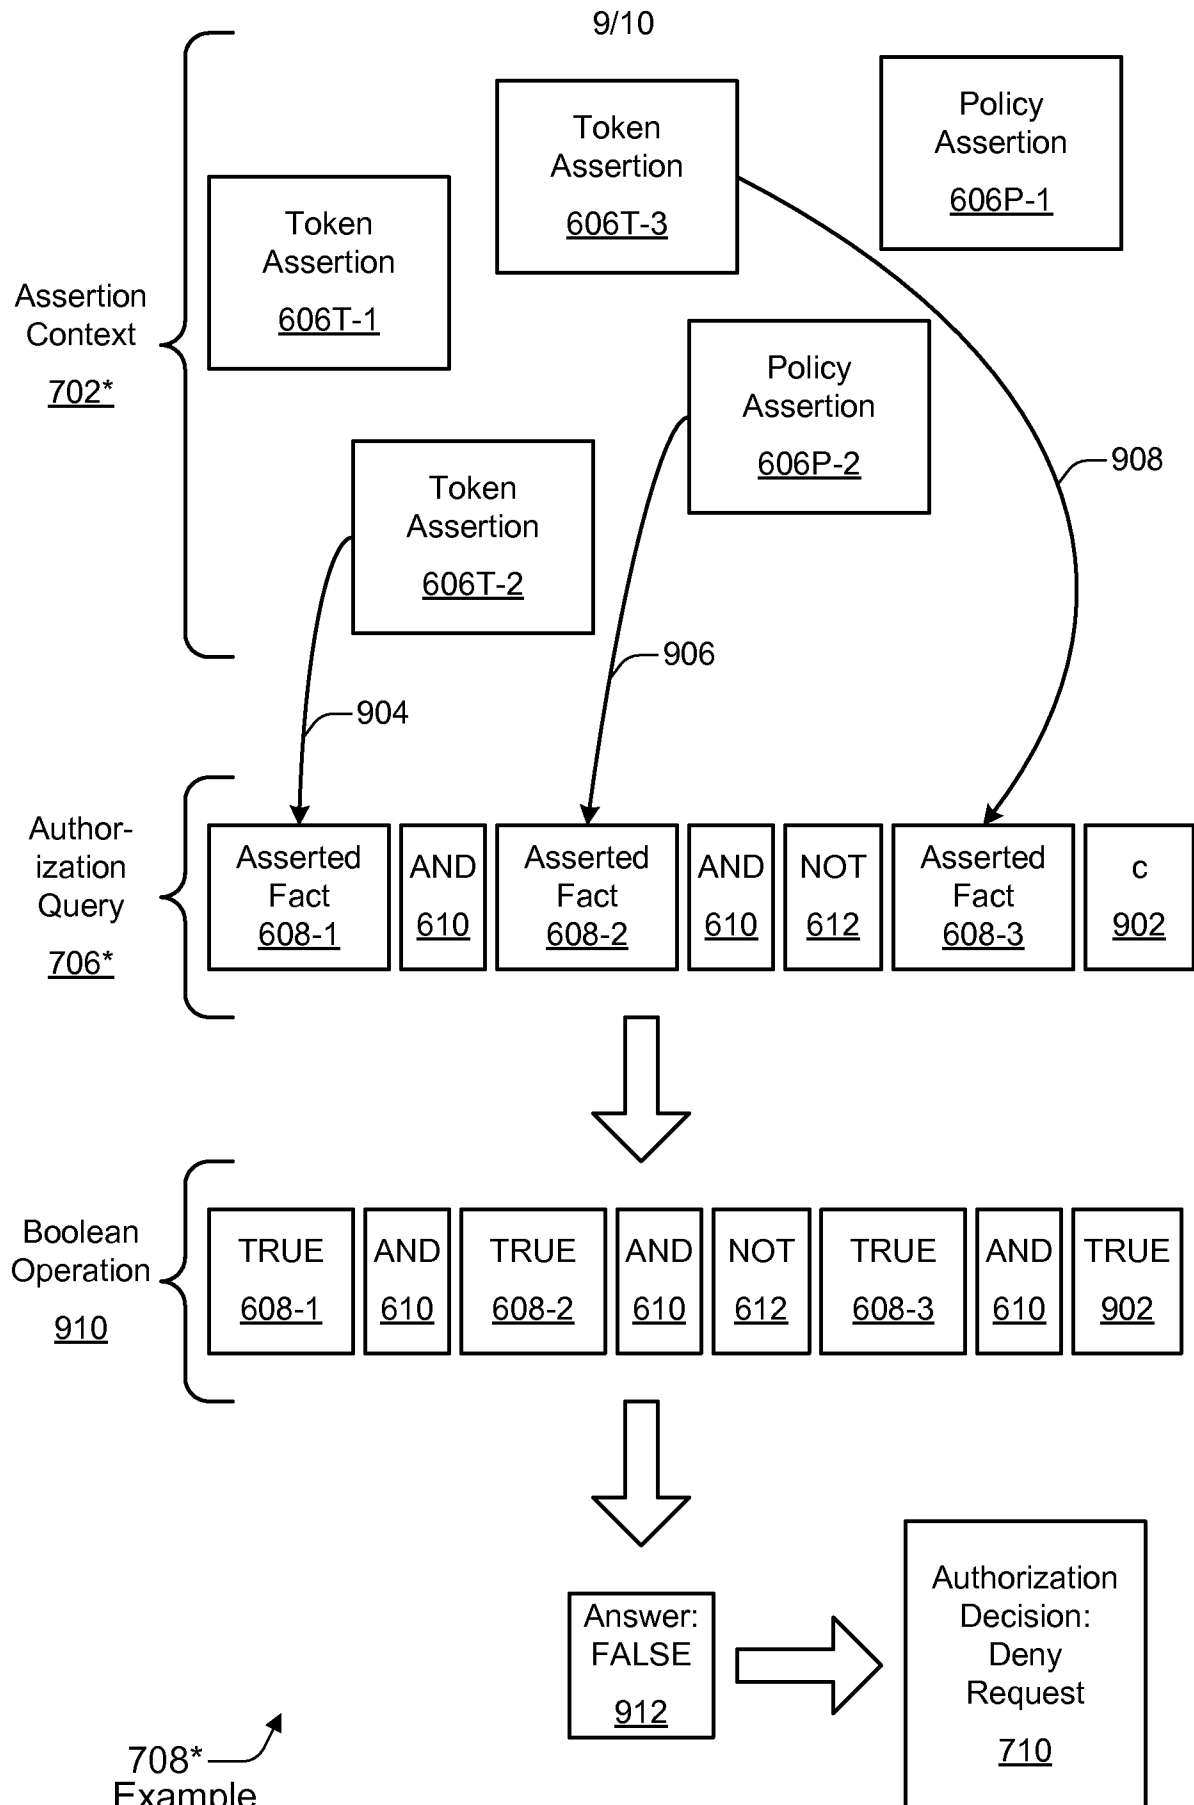 9/10
Token
Assertion
606T-3
Policy
Assertion
606P-1
Token
Assertion
606T-1
Assertion
Context
702*
Policy
Assertion
606P-2
908
Token
Assertion
606T-2
906
904
Author-
ization
Query
706*
Asserted
Fact
608-1
AND
610
Asserted
Fact
608-2
AND
610
NOT
612
Asserted
Fact
608-3
c
902
Boolean
Operation
910
TRUE
608-1
AND
610
TRUE
608-2
AND
610
NOT
612
TRUE
608-3
AND
610
TRUE
902
Answer:
FALSE
912
Authorization
Decision:
Deny
Request
710
708*
Example